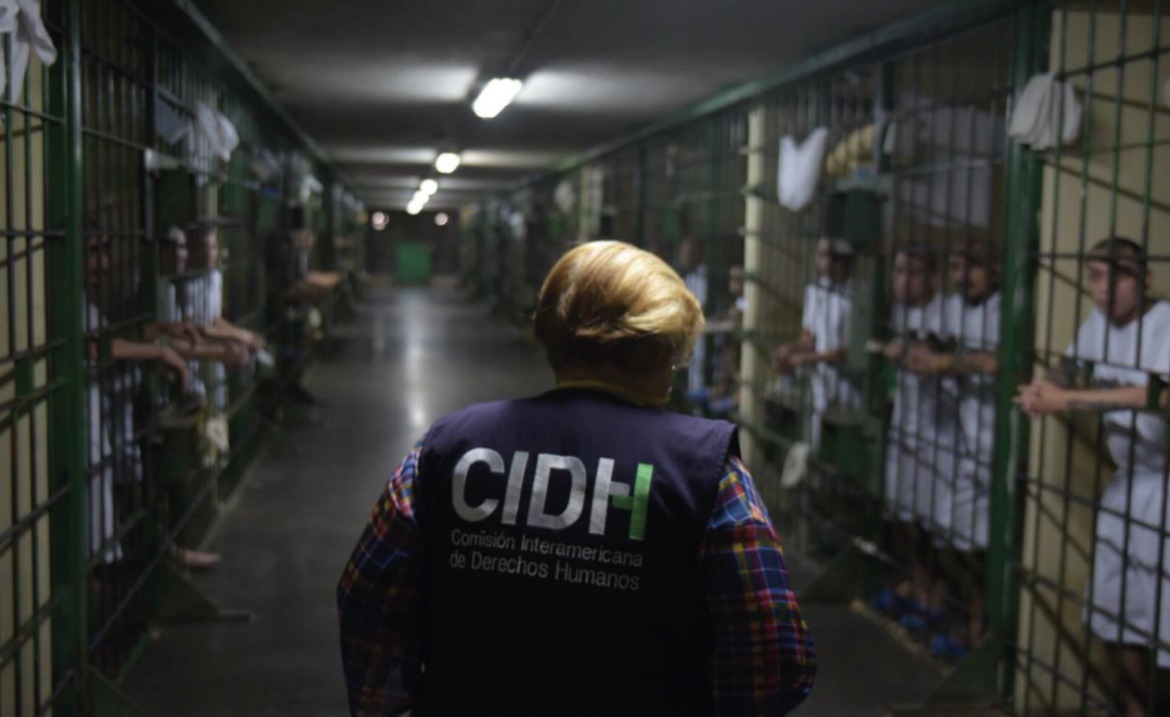 CIDH
Comisión Interamericana
de Derechos Humanos